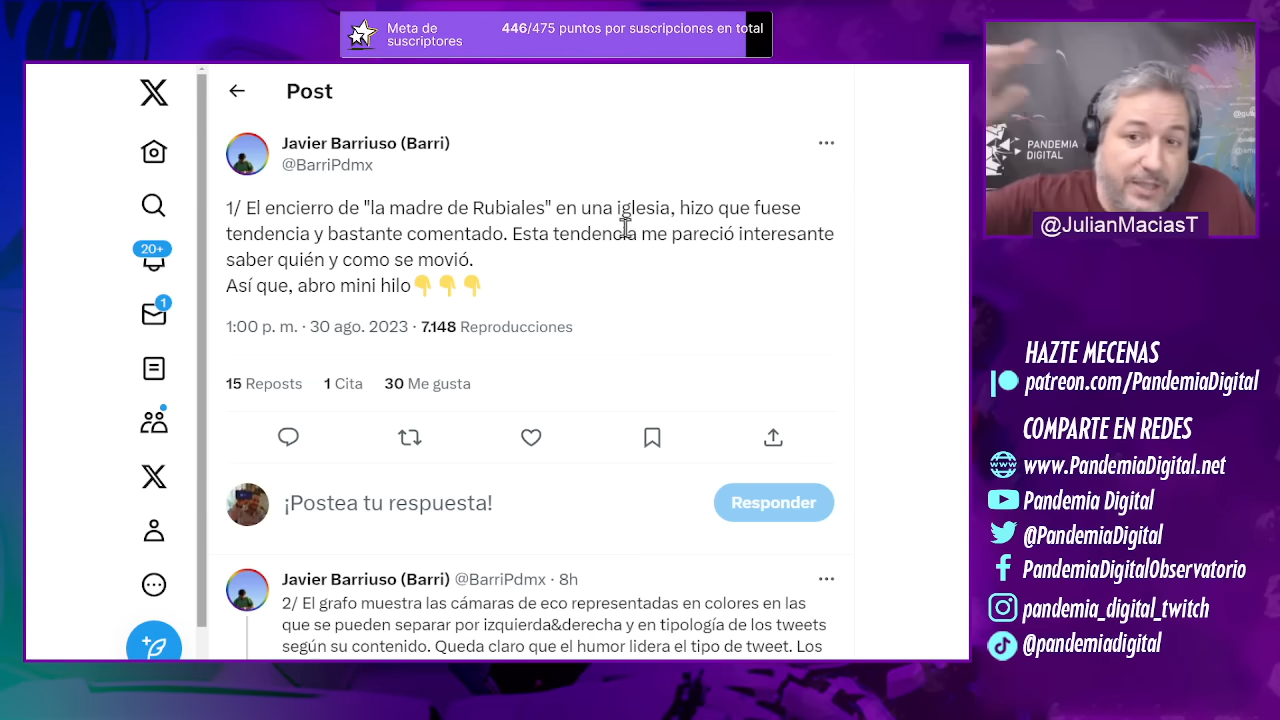 Meta de
suscriptores
446/475 puntos por suscripciones en total
Post
Javier Barriuso (Barri)
@BarriPdmx
1/ El encierro de "la madre de Rubiales" en una iglesia, hizo que fuese
tendencia y bastante comentado. Esta tendencia me pareció interesante
saber quién y como se movió.
Así que, abro mini hilo👇👇👇
1:00 p. m. · 30 ago. 2023 · 7.148 Reproducciones
15 Reposts 1 Cita 30 Me gusta
¡Postea tu respuesta!
Responder
Javier Barriuso (Barri) @BarriPdmx · 8h
2/ El grafo muestra las cámaras de eco representadas en colores en las
que se pueden separar por izquierda&derecha y en tipología de los tweets
según su contenido. Queda claro que el humor lidera el tipo de tweet. Los
20+
1
PANDEMIA
DIGITAL
@JulianMaciasT
HAZTE MECENAS
patreon.com/PandemiaDigital
COMPARTE EN REDES
www
www.PandemiaDigital.net
Pandemia Digital
@PandemiaDigital
PandemiaDigitalObservatorio
pandemia_digital_twitch
@pandemiadigital